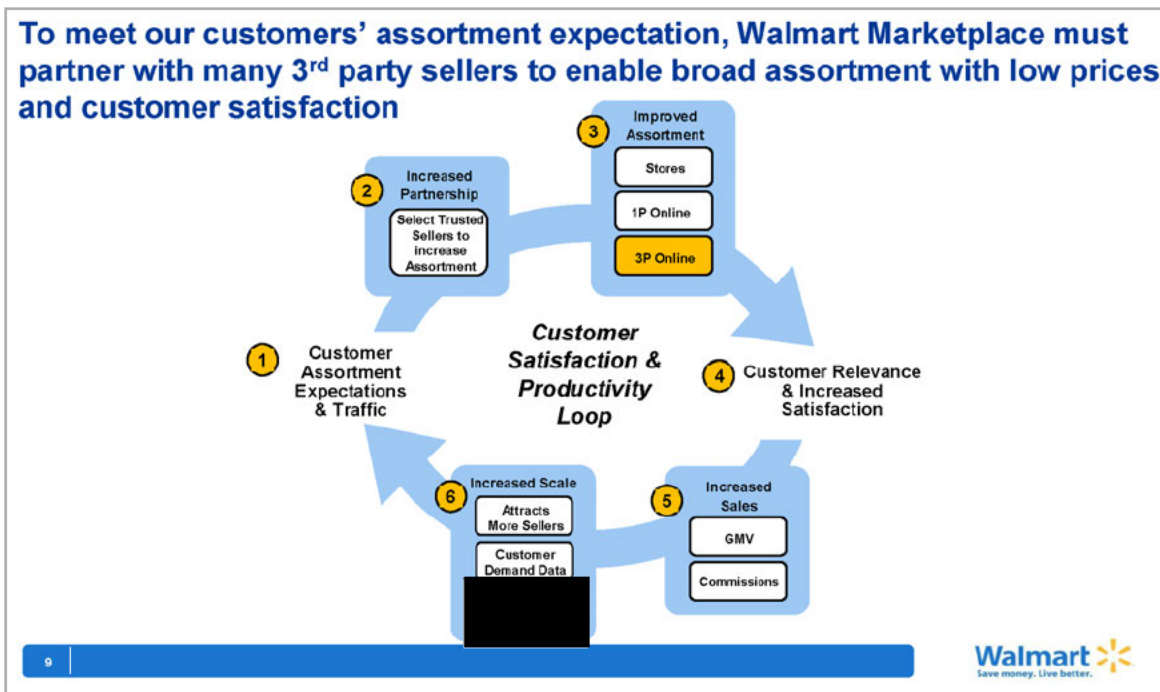 To meet our customers' assortment expectation, Walmart Marketplace must
partner with many 3rd party sellers to enable broad assortment with low prices
and customer satisfaction
1
Customer
Assortment
Expectations
& Traffic
2
Increased
Partnership
Select Trusted
Sellers to
increase
Assortment
3
Improved
Assortment
Stores
1P Online
3P Online
Customer
Satisfaction &
Productivity
Loop
4
Customer Relevance
& Increased
Satisfaction
5
Increased
Sales
GMV
Commissions
6
Increased Scale
Attracts
More Sellers
Customer
Demand Data
9
Walmart
Save money. Live better.